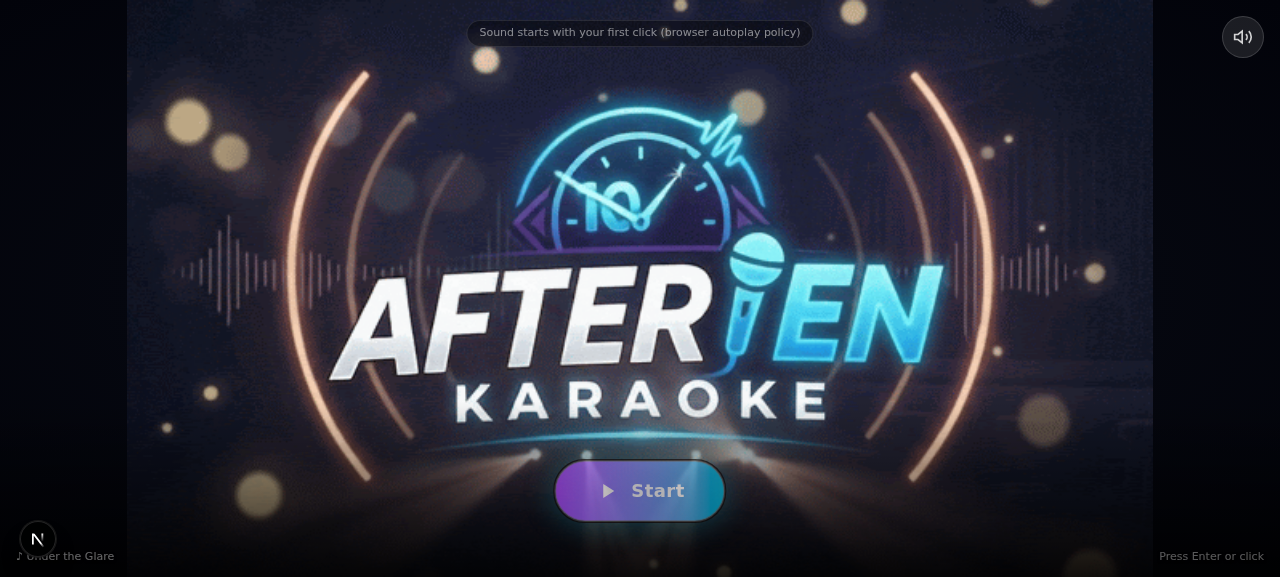 Sound starts with your first click (browser autoplay policy)
10
AFTER TEN
KARAOKE
Start
N
♪ Under the Glare
Press Enter or click